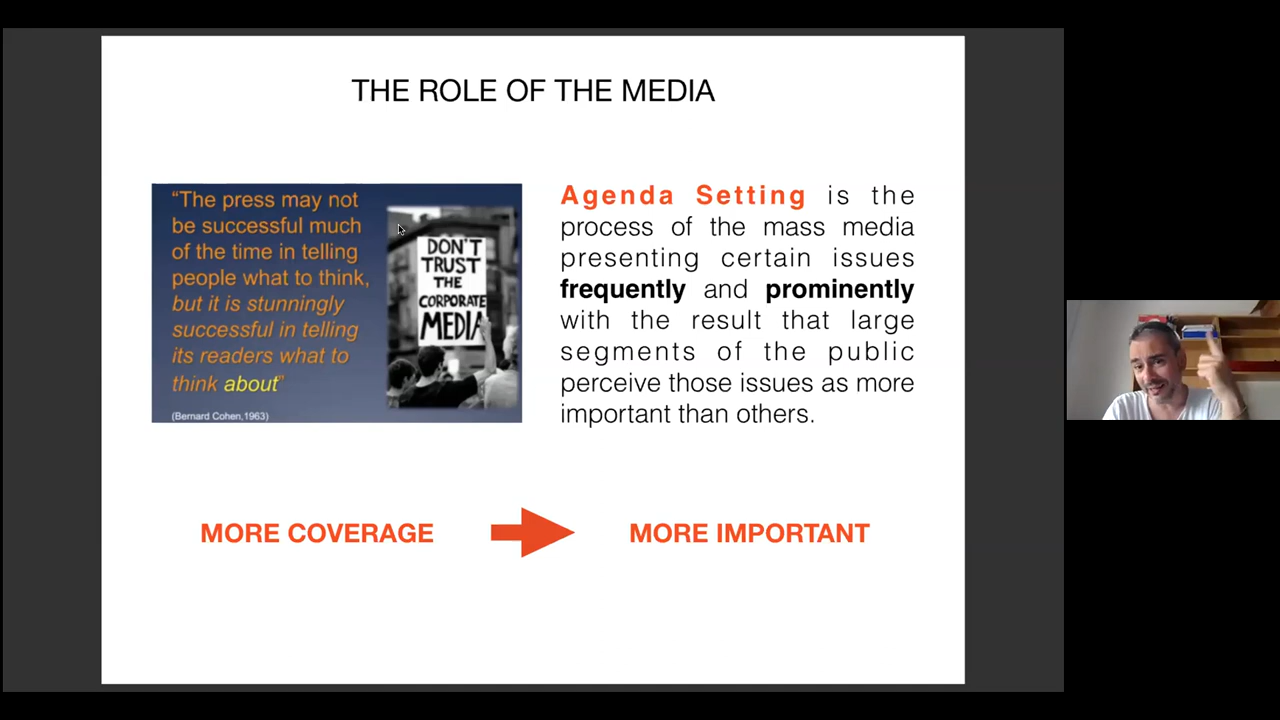 THE ROLE OF THE MEDIA
“The press may not
be successful much
of the time in telling
people what to think,
but it is stunningly
successful in telling
its readers what to
think about”
(Bernard Cohen,1963)
DON'T
TRUST
THE
CORPORATE
MEDIA
Agenda Setting is the
process of the mass media
presenting certain issues
frequently and prominently
with the result that large
segments of the public
perceive those issues as more
important than others.
MORE COVERAGE
MORE IMPORTANT